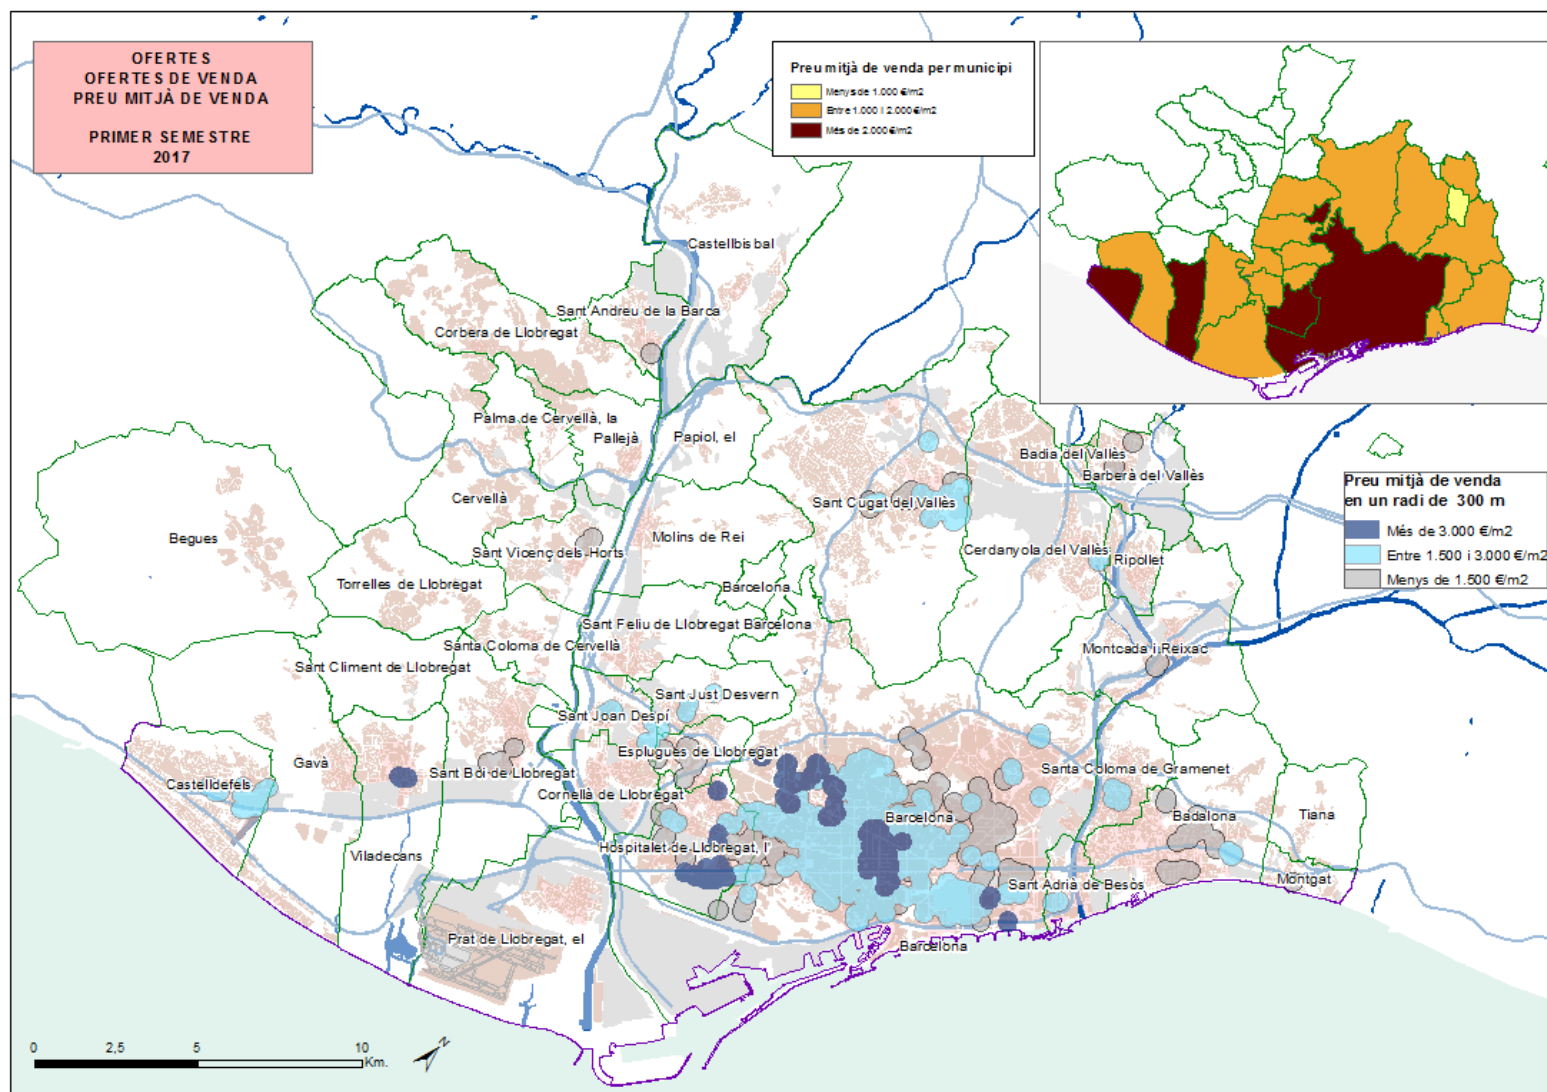 OFERTES
OFERTES DE VENDA
PREU MITJÀ DE VENDA
PRIMER SEMESTRE
2017
Preu mitjà de venda per municipi
Menys de 1.000 €/m2
Entre 1.000 i 2.000 €/m2
Més de 2.000 €/m2
Castellbisbal
Sant Andreu de la Barca
Corbera de Llobregat
Palma de Cervellà, la
Pallejà
Papiol, el
Badia del Vallès
Barberà del Vallès
Preu mitjà de venda
en un radi de 300 m
Més de 3.000 €/m2
Entre 1.500 i 3.000 €/m2
Menys de 1.500 €/m2
Cervellà
Sant Cugat del Vallès
Begues
Sant Vicenç dels Horts
Molins de Rei
Cerdanyola del Vallès
Ripollet
Torrelles de Llobregat
Barcelona
Sant Feliu de Llobregat
Barcelona
Santa Coloma de Cervellà
Montcada i Reixac
Sant Climent de Llobregat
Sant Just Desvern
Sant Joan Despí
Esplugues de Llobregat
Gavà
Sant Boi de Llobregat
Santa Coloma de Gramenet
Castelldefels
Cornellà de Llobregat
Barcelona
Badalona
Tiana
Viladecans
Hospitalet de Llobregat, l'
Sant Adrià de Besòs
Montgat
Prat de Llobregat, el
Barcelona
0 2,5 5 10
Km.
N